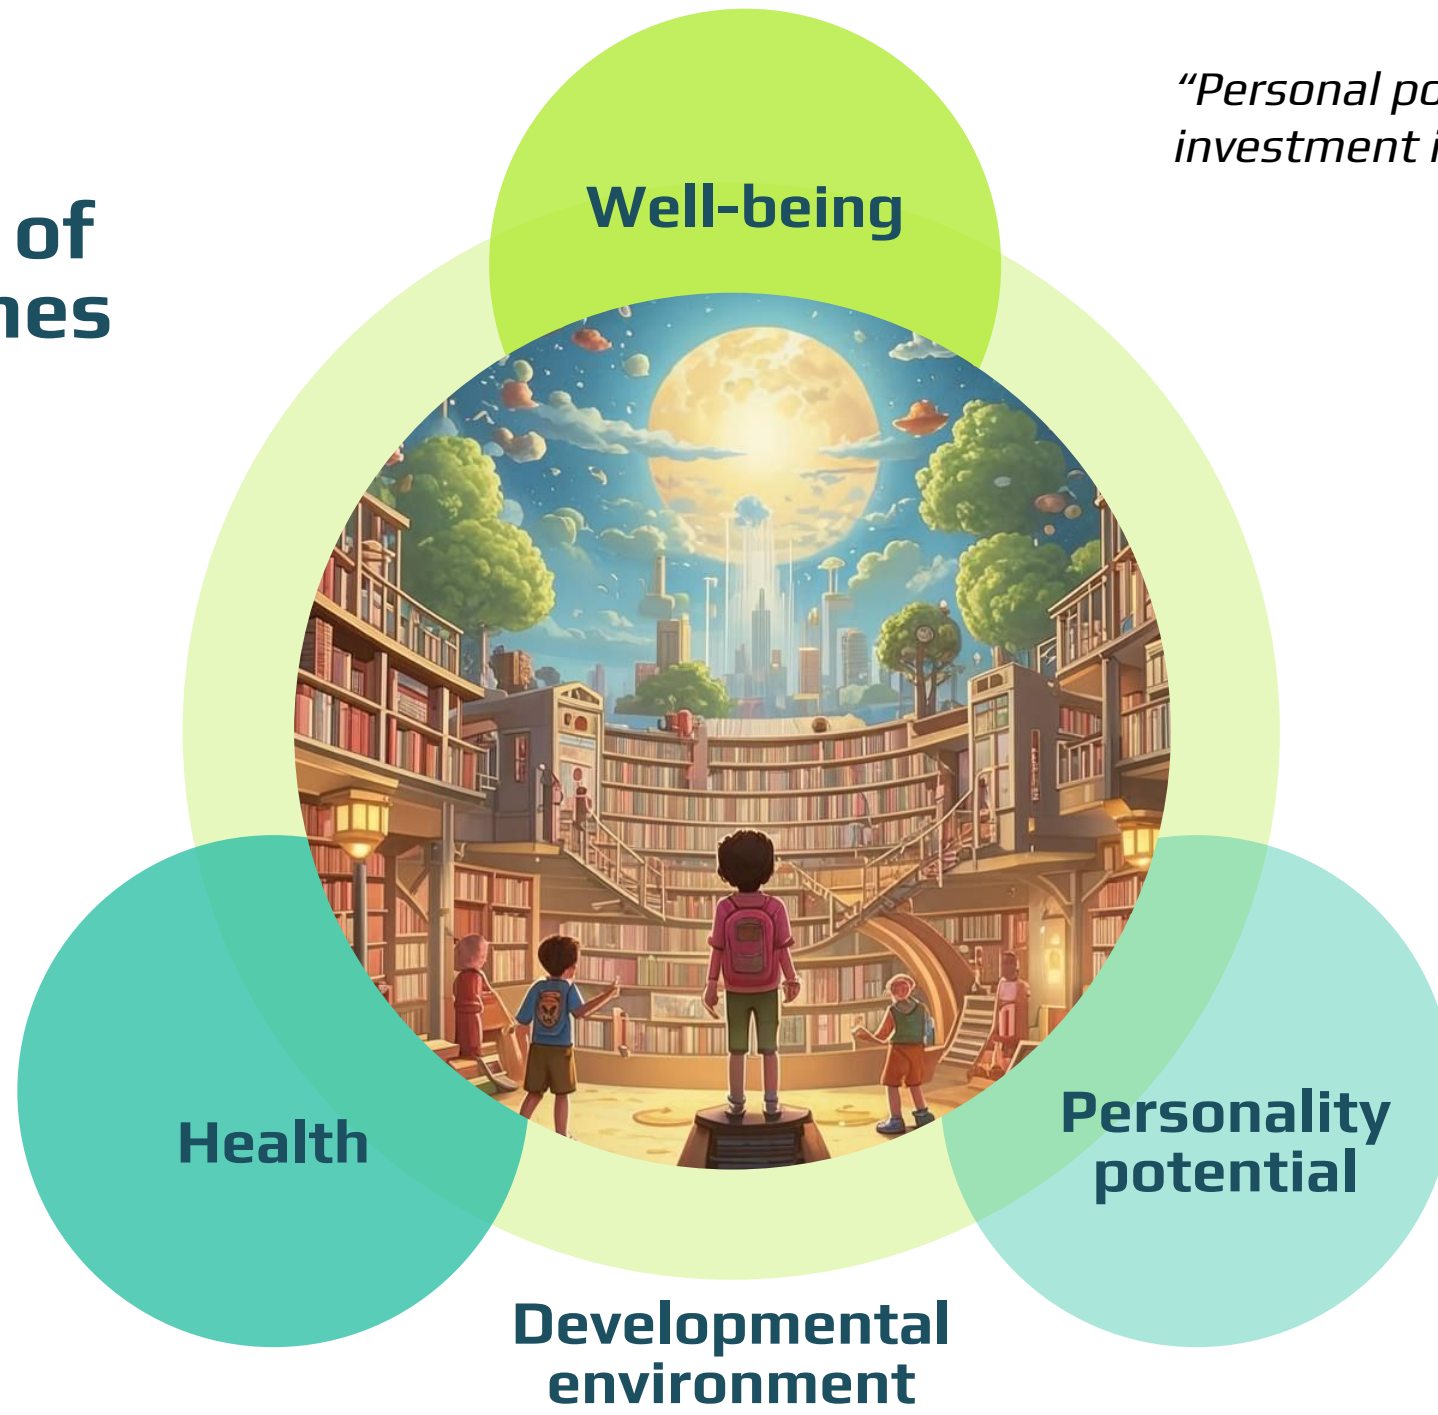 “Personal po
investment i
of
nes
Well-being
Health
Personality
potential
Developmental
environment